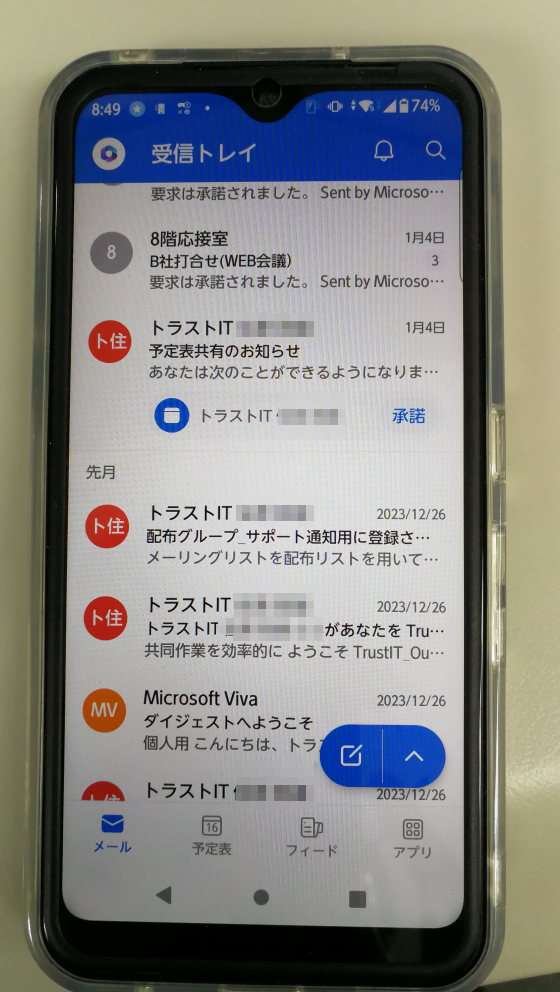 8:49 74%
受信トレイ
要求は承諾されました。 Sent by Microso…
8
8階応接室 1月4日
B社打合せ(WEB会議) 3
要求は承諾されました。 Sent by Microso…
ト住
トラストIT 1月4日
予定表共有のお知らせ
あなたは次のことができるようになりま…
トラストIT 承諾
先月
ト住
トラストIT 2023/12/26
配布グループ_サポート通知用に登録さ…
メーリングリストを配布リストを用いて…
ト住
トラストIT 2023/12/26
トラストIT があなたを Tru…
共同作業を効率的に ようこそ TrustIT_Ou…
MV
Microsoft Viva 2023/12/26
ダイジェストへようこそ
個人用 こんにちは、トラ
ト住
トラストIT 2023/12/26
メール
16
予定表
フィード
アプリ